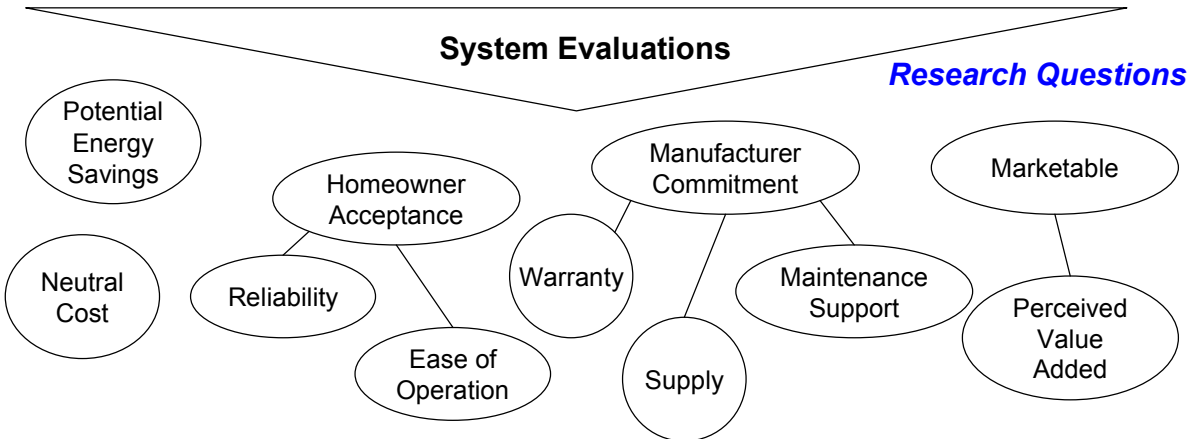 System Evaluations
Research Questions
Potential
Energy
Savings
Homeowner
Acceptance
Manufacturer
Commitment
Marketable
Neutral
Cost
Reliability
Ease of
Operation
Warranty
Supply
Maintenance
Support
Perceived
Value
Added